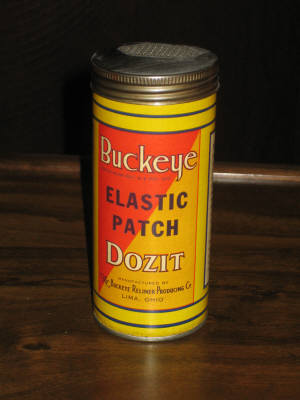 Buckeye
ELASTIC
PATCH
DOZIT
MANUFACTURED BY
THE BUCKEYE RELINER PRODUCING CO
LIMA, OHIO